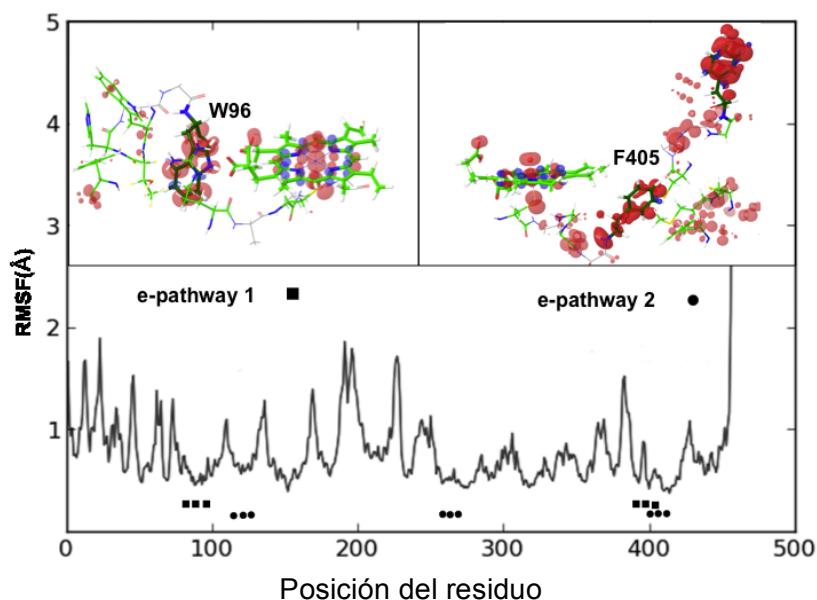 5
4
3
2
1
RMSF(Å)
W96
F405
e-pathway 1
e-pathway 2
0
100
200
300
400
500
Posición del residuo